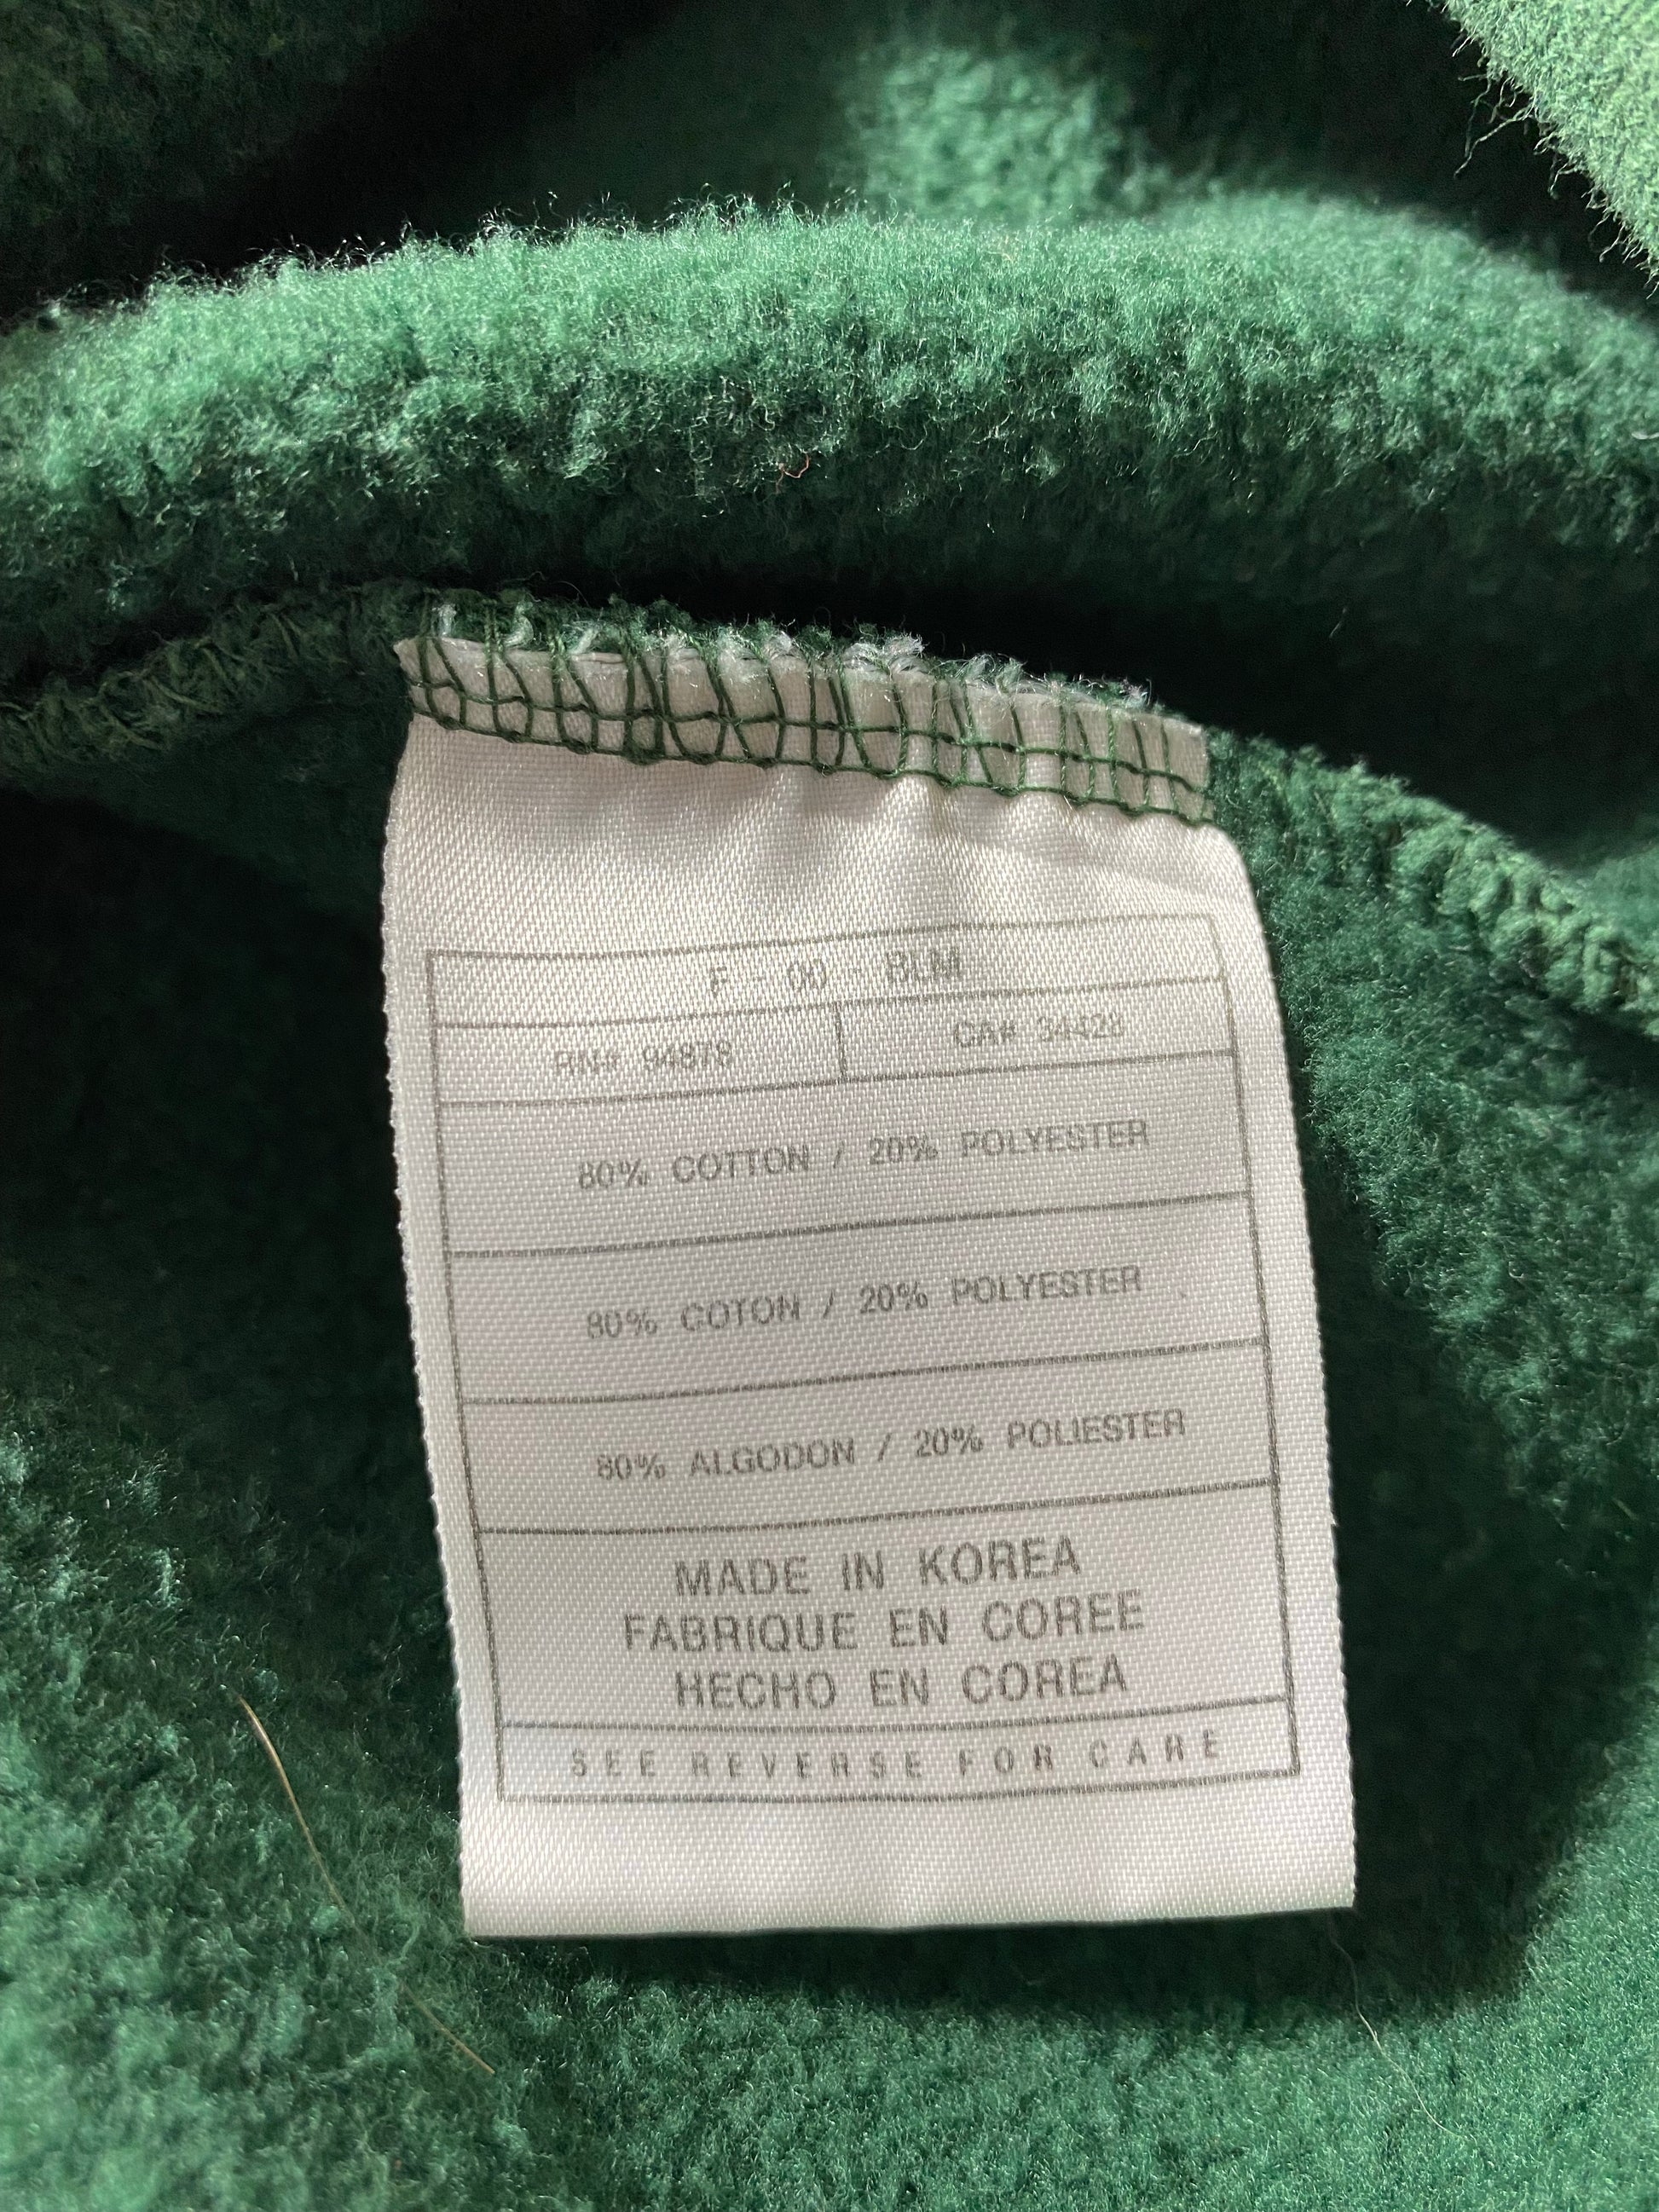 F - 00 - BLM
RN# 94878 CA# 34428
80% COTTON / 20% POLYESTER
80% COTON / 20% POLYESTER
80% ALGODON / 20% POLIESTER
MADE IN KOREA
FABRIQUE EN COREE
HECHO EN COREA
SEE REVERSE FOR CARE